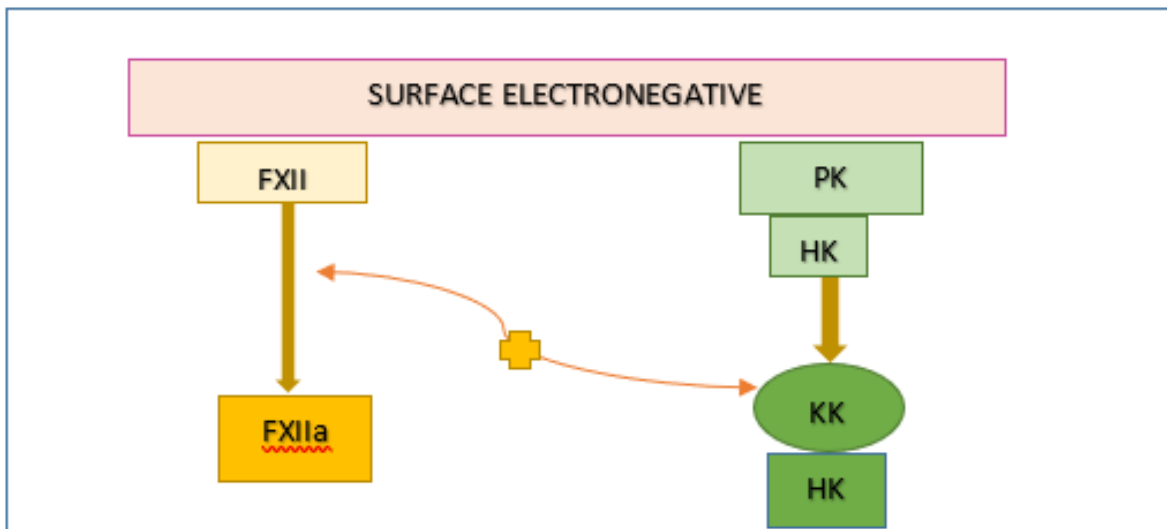 SURFACE ELECTRONEGATIVE
FXII
PK
HK
FXIIa
KK
HK